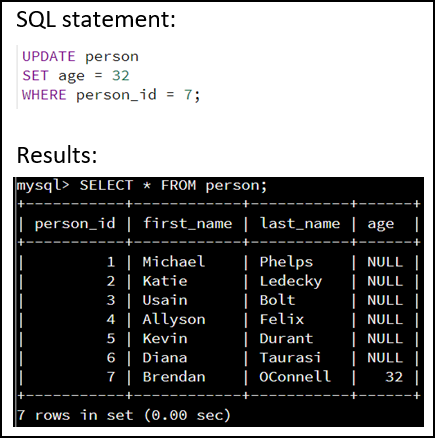 SQL statement:
UPDATE person
SET age = 32
WHERE person_id = 7;
Results:
mysql> SELECT * FROM person;
+-----------+------------+-----------+------+
| person_id | first_name | last_name | age  |
+-----------+------------+-----------+------+
|         1 | Michael    | Phelps    | NULL |
|         2 | Katie      | Ledecky   | NULL |
|         3 | Usain      | Bolt      | NULL |
|         4 | Allyson    | Felix     | NULL |
|         5 | Kevin      | Durant    | NULL |
|         6 | Diana      | Taurasi   | NULL |
|         7 | Brendan    | OConnell  |   32 |
+-----------+------------+-----------+------+
7 rows in set (0.00 sec)